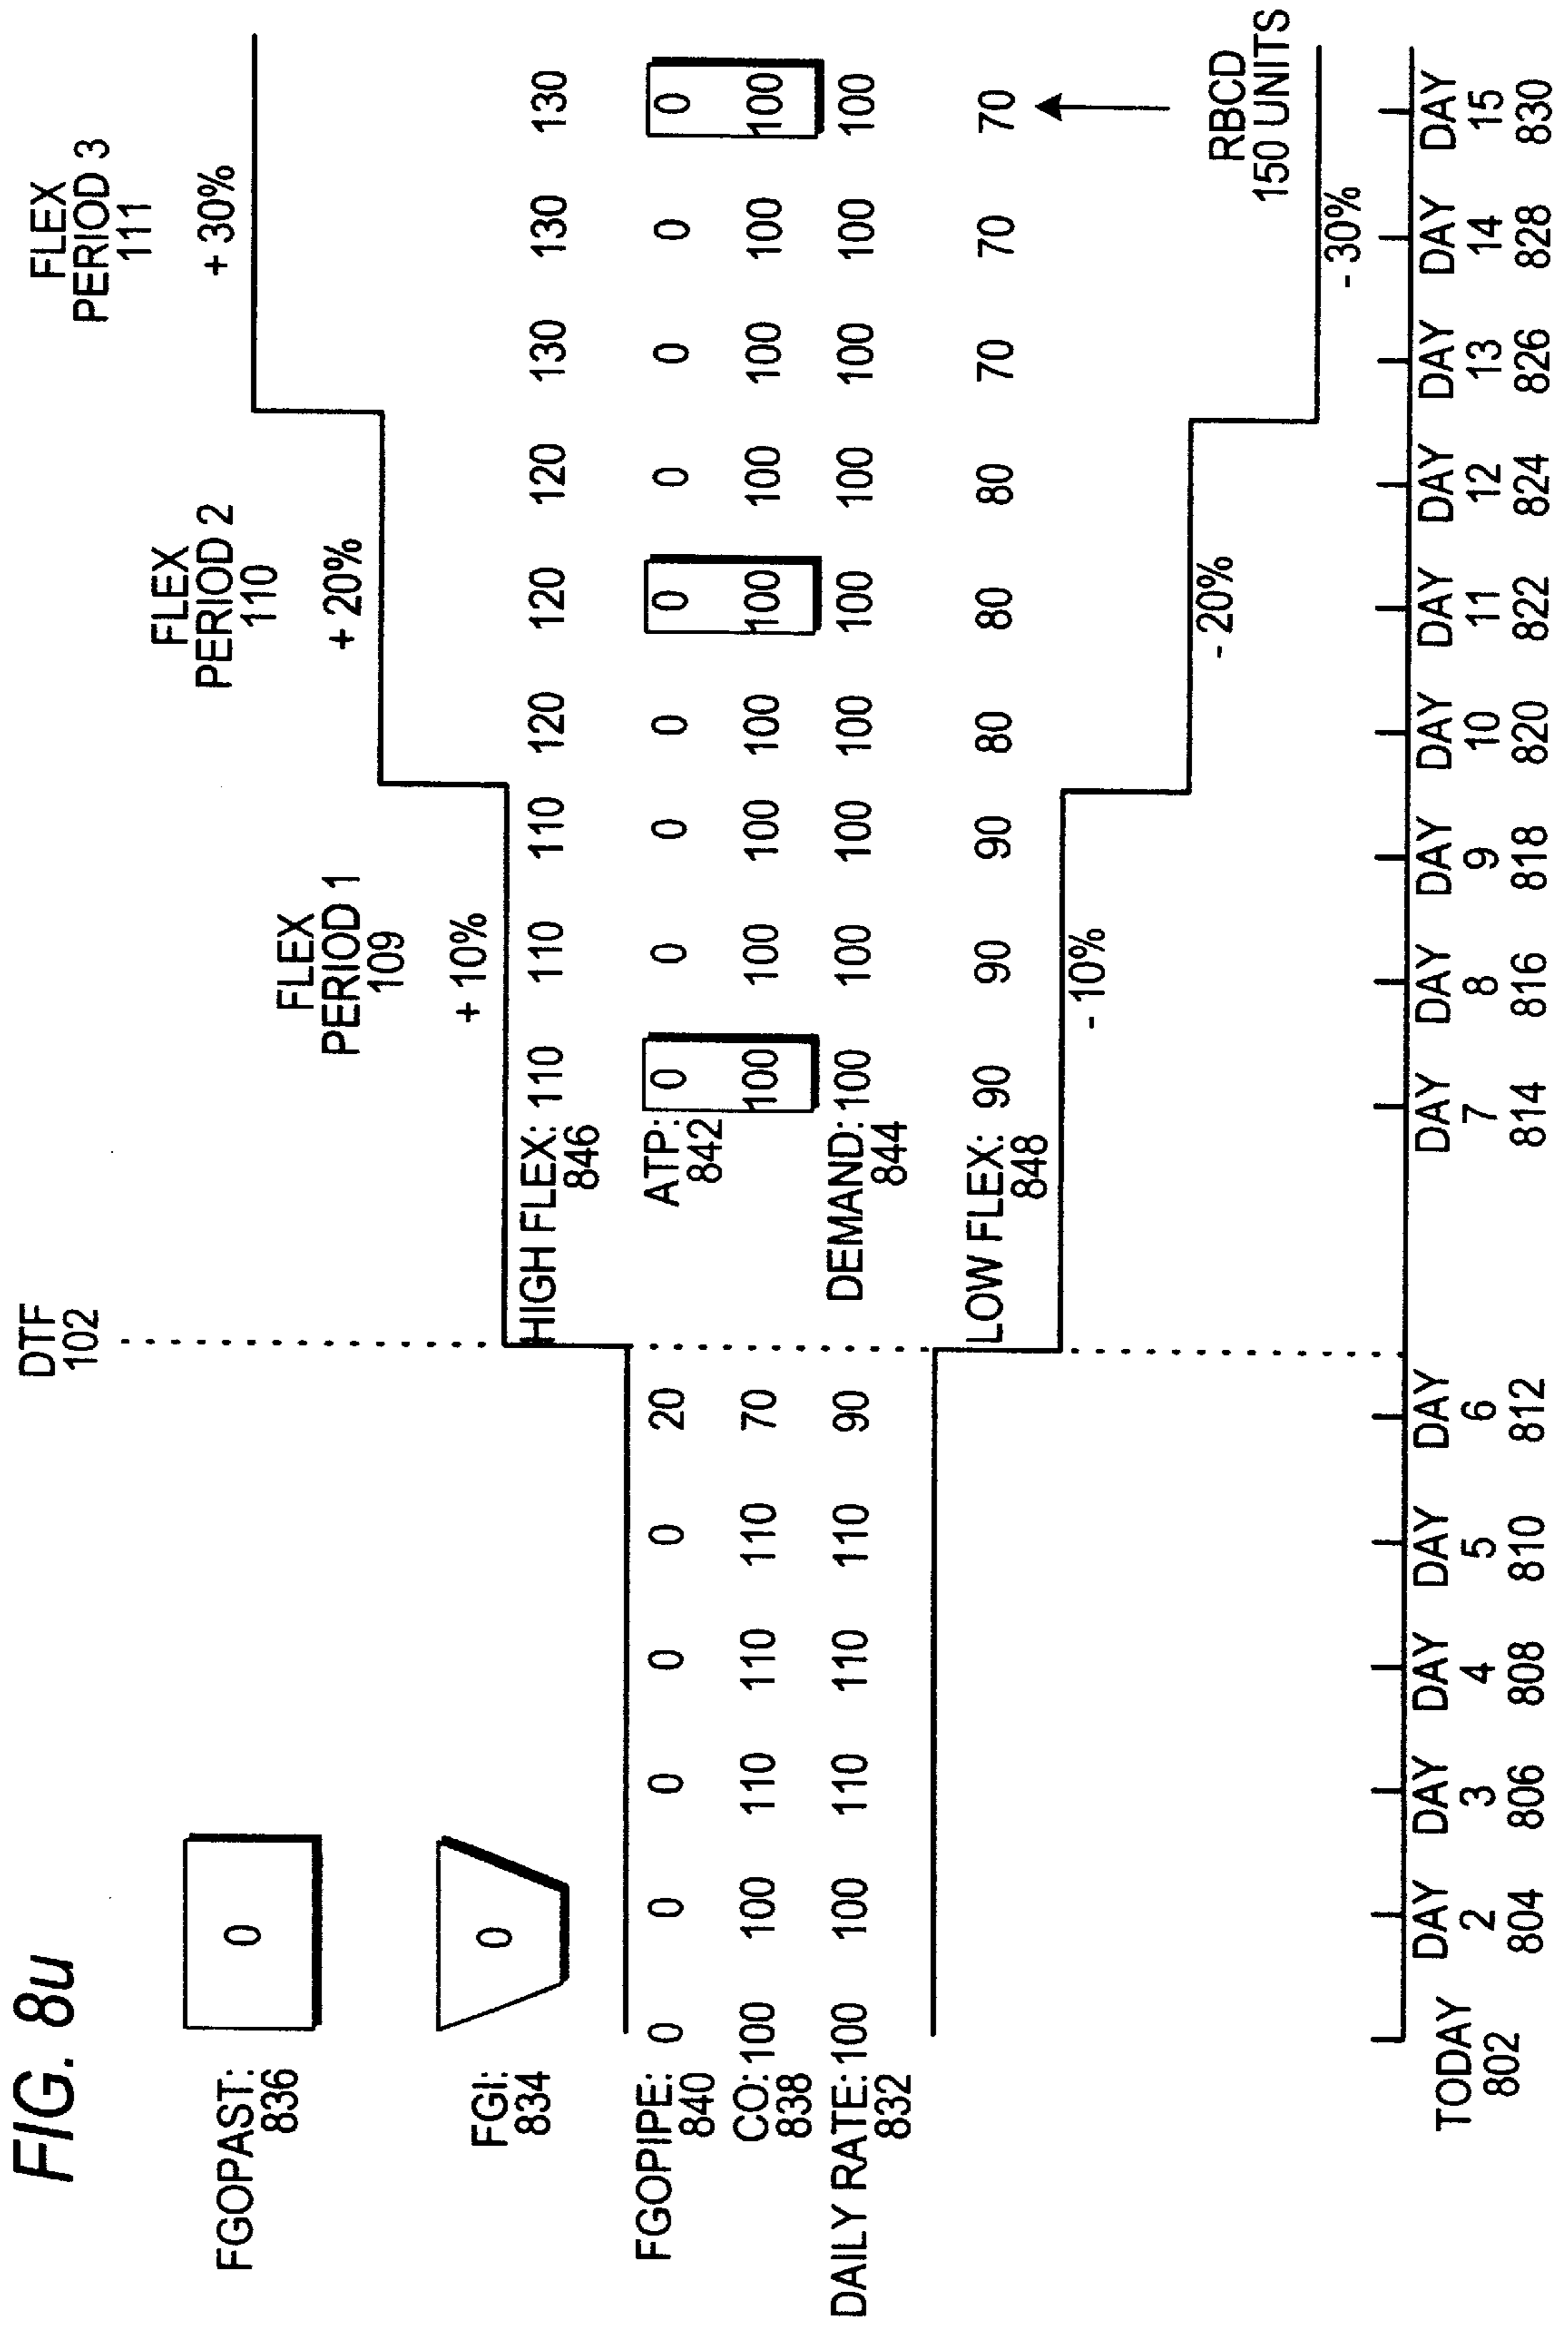 FIG. 8u
DTF
102
FLEX
PERIOD 1
109
+ 10%
FLEX
PERIOD 2
110
+ 20%
FLEX
PERIOD 3
111
+ 30%
FGOPAST:
836
0
FGI:
834
0
HIGH FLEX: 110 110 110 120 120 120 130 130 130
846
FGOPIPE: 0 0 0 0 0 20
840
ATP: 0 0 0 0 0 0 0 0 0
842
CO: 100 100 110 110 110 70 100 100 100 100 100 100 100 100 100
838
DAILY RATE: 100 100 110 110 110 90
832
DEMAND: 100 100 100 100 100 100 100 100 100
844
LOW FLEX: 90 90 90 80 80 80 70 70 70
848
- 10%
- 20%
- 30%
RBCD
150 UNITS
TODAY DAY DAY DAY DAY DAY DAY DAY DAY DAY DAY DAY DAY DAY DAY
2 3 4 5 6 7 8 9 10 11 12 13 14 15
802 804 806 808 810 812 814 816 818 820 822 824 826 828 830